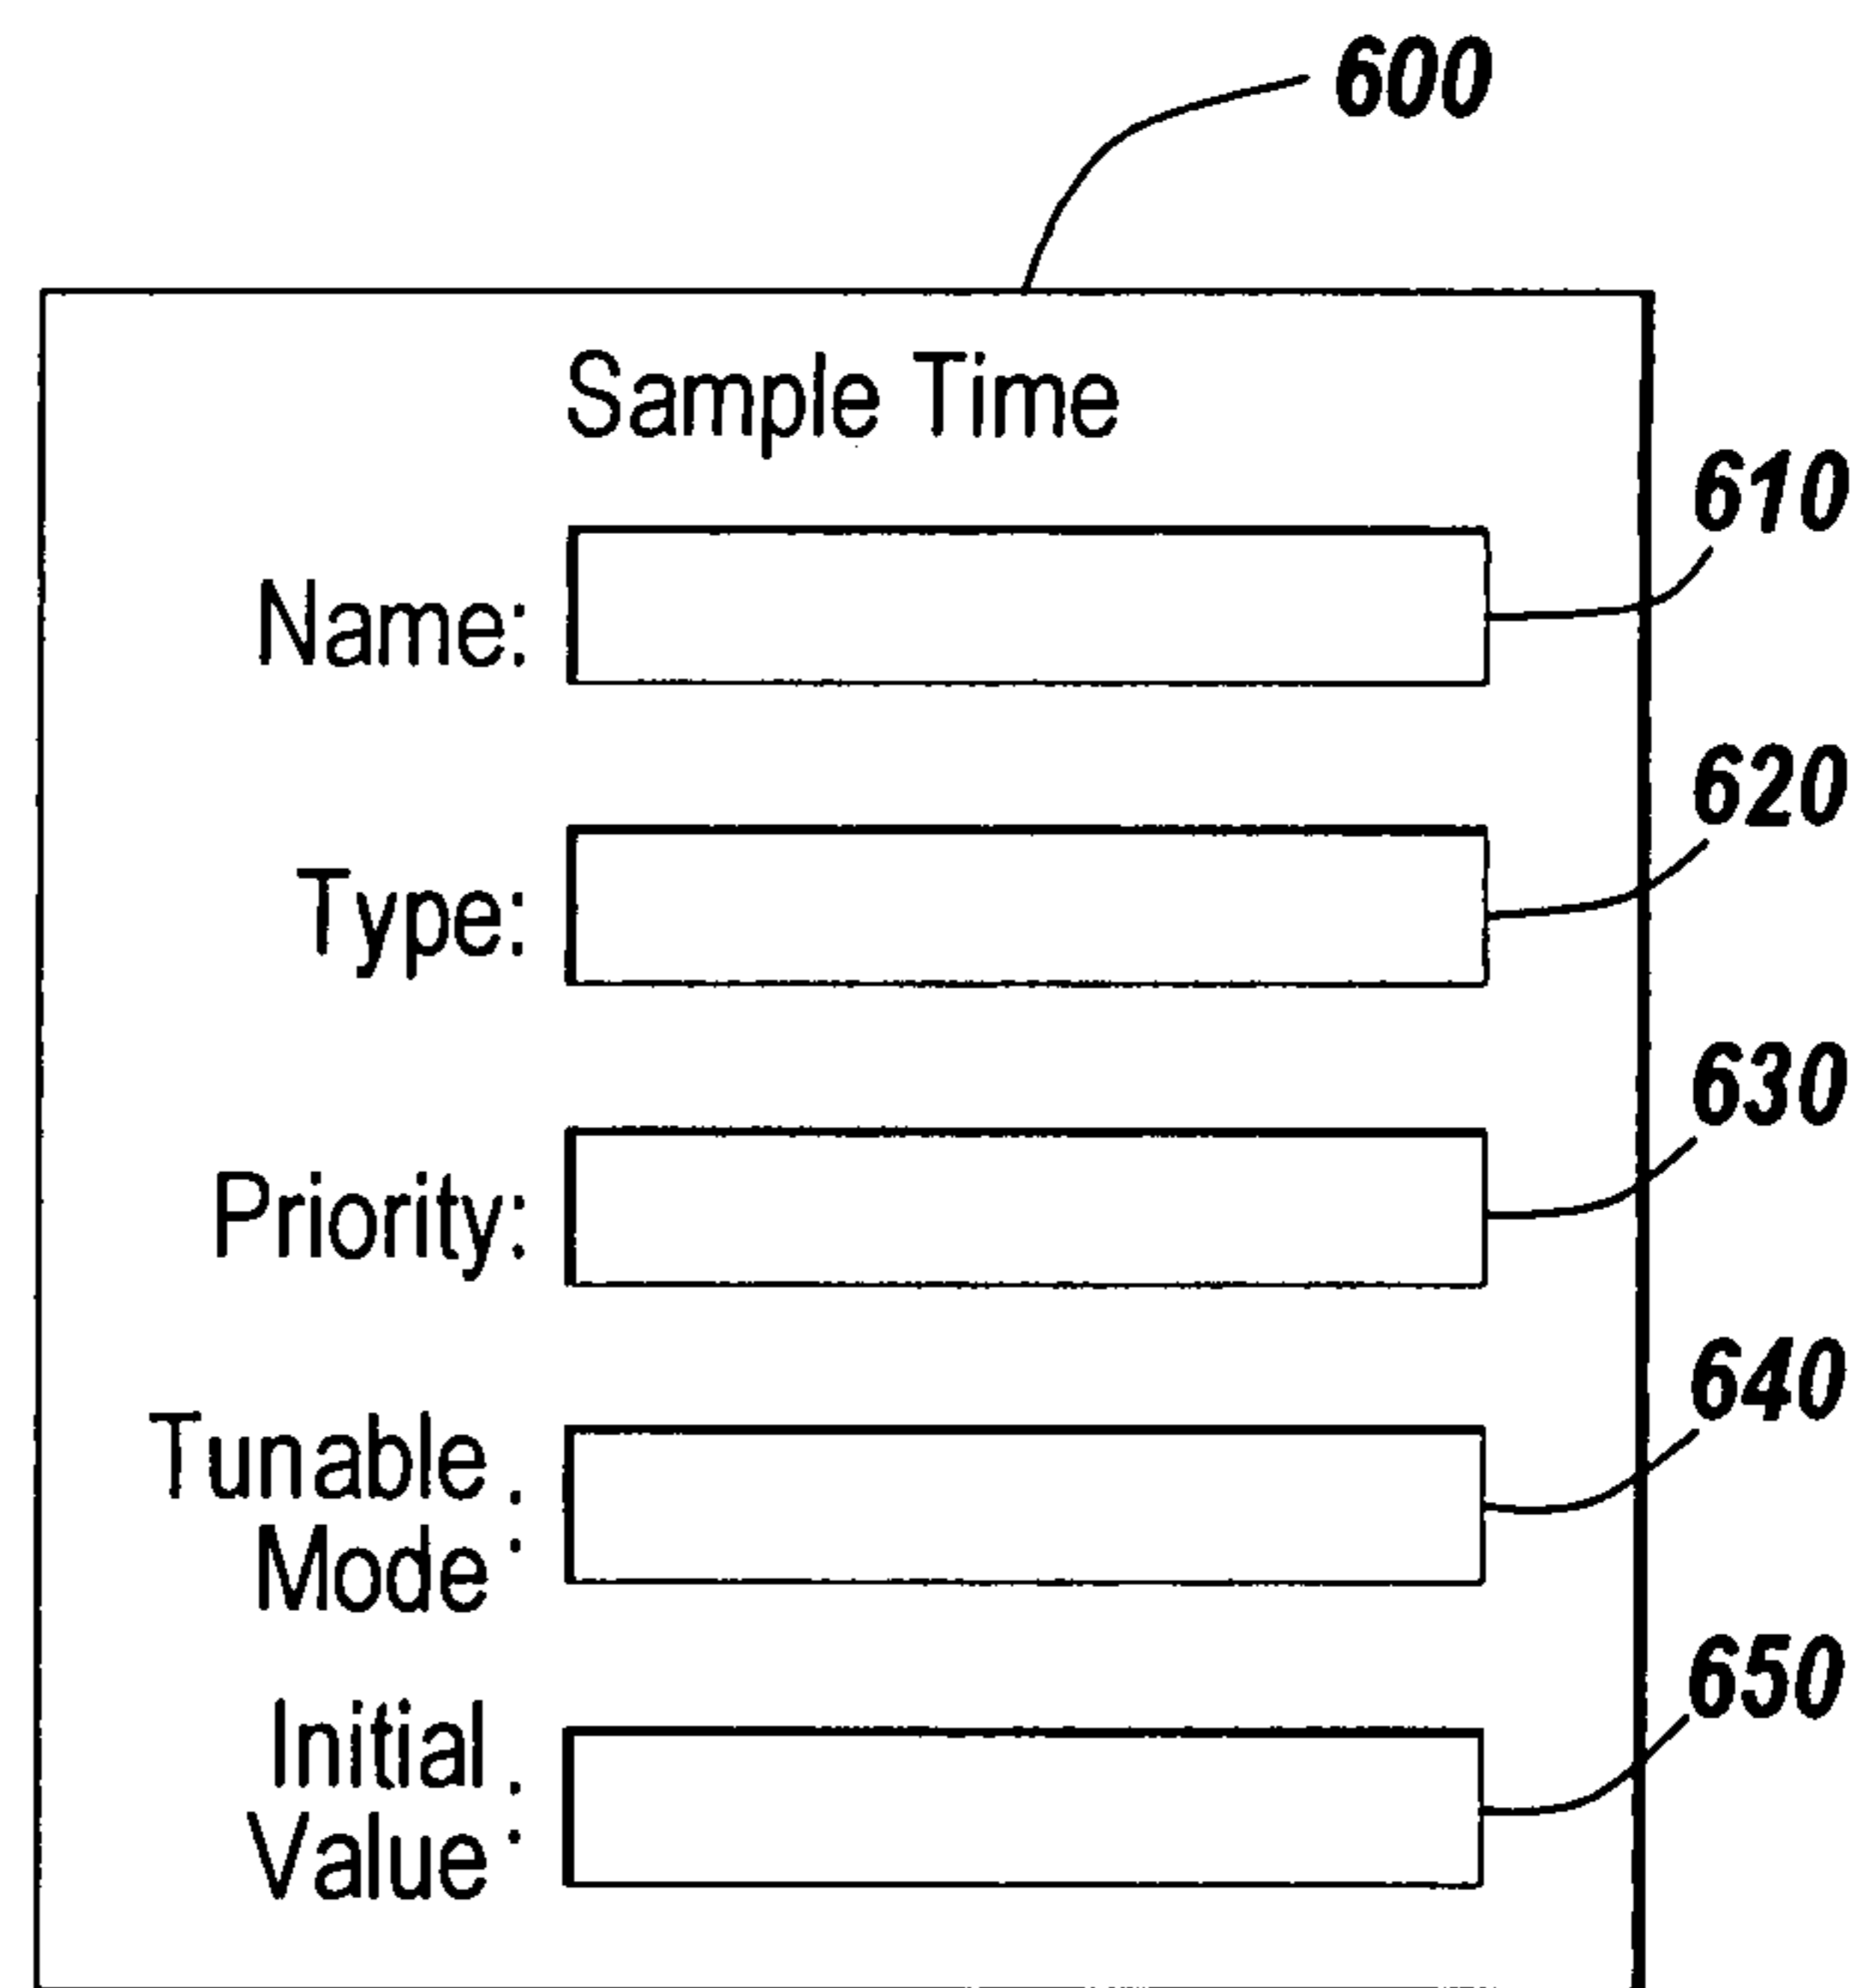 600
Sample Time
610
Name:
620
Type:
630
Priority:
640
Tunable
Mode :
650
Initial
Value :